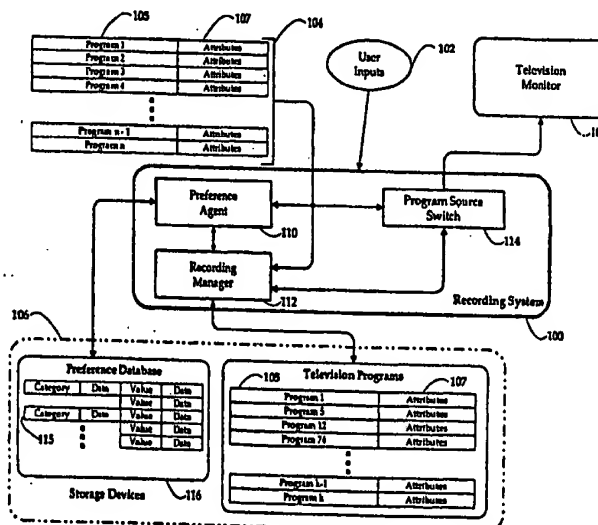 105
107
Program 1 Attributes
Program 2 Attributes
Program 3 Attributes
Program 4 Attributes
Program n - 1 Attributes
Program n Attributes
104
User Inputs
102
Television Monitor
Preference Agent
110
Program Source Switch
114
Recording Manager
112
Recording System
100
106
Preference Database
Category Data Value Data
Value Data
Category Data Value Data
Value Data
Value Data
115
Storage Devices
116
Television Programs
105
107
Program 1 Attributes
Program 5 Attributes
Program 12 Attributes
Program 74 Attributes
Program h-1 Attributes
Program h Attributes